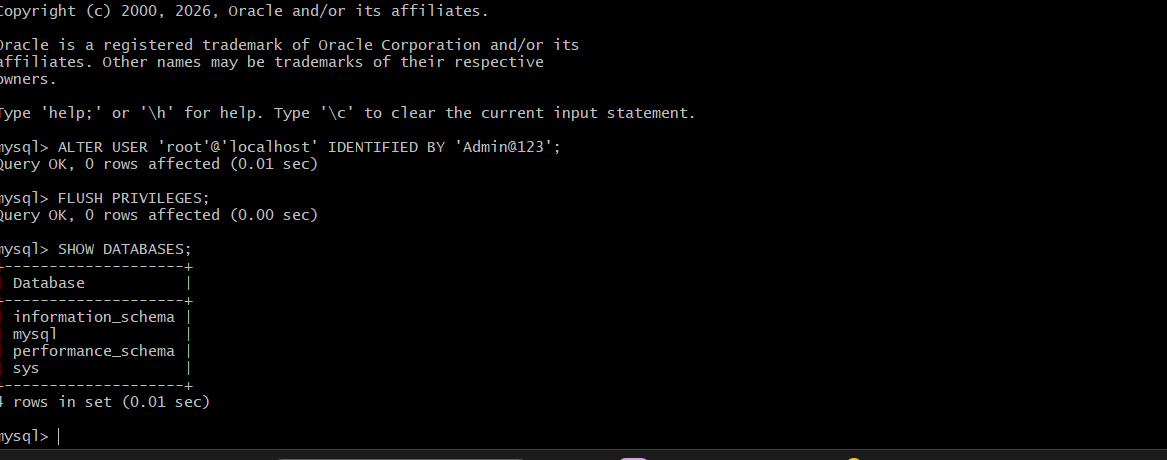 Copyright (c) 2000, 2026, Oracle and/or its affiliates.
Oracle is a registered trademark of Oracle Corporation and/or its
affiliates. Other names may be trademarks of their respective
owners.
Type 'help;' or '\h' for help. Type '\c' to clear the current input statement.
mysql> ALTER USER 'root'@'localhost' IDENTIFIED BY 'Admin@123';
Query OK, 0 rows affected (0.01 sec)
mysql> FLUSH PRIVILEGES;
Query OK, 0 rows affected (0.00 sec)
mysql> SHOW DATABASES;
+--------------------+
| Database           |
+--------------------+
| information_schema |
| mysql              |
| performance_schema |
| sys                |
+--------------------+
4 rows in set (0.01 sec)
mysql>